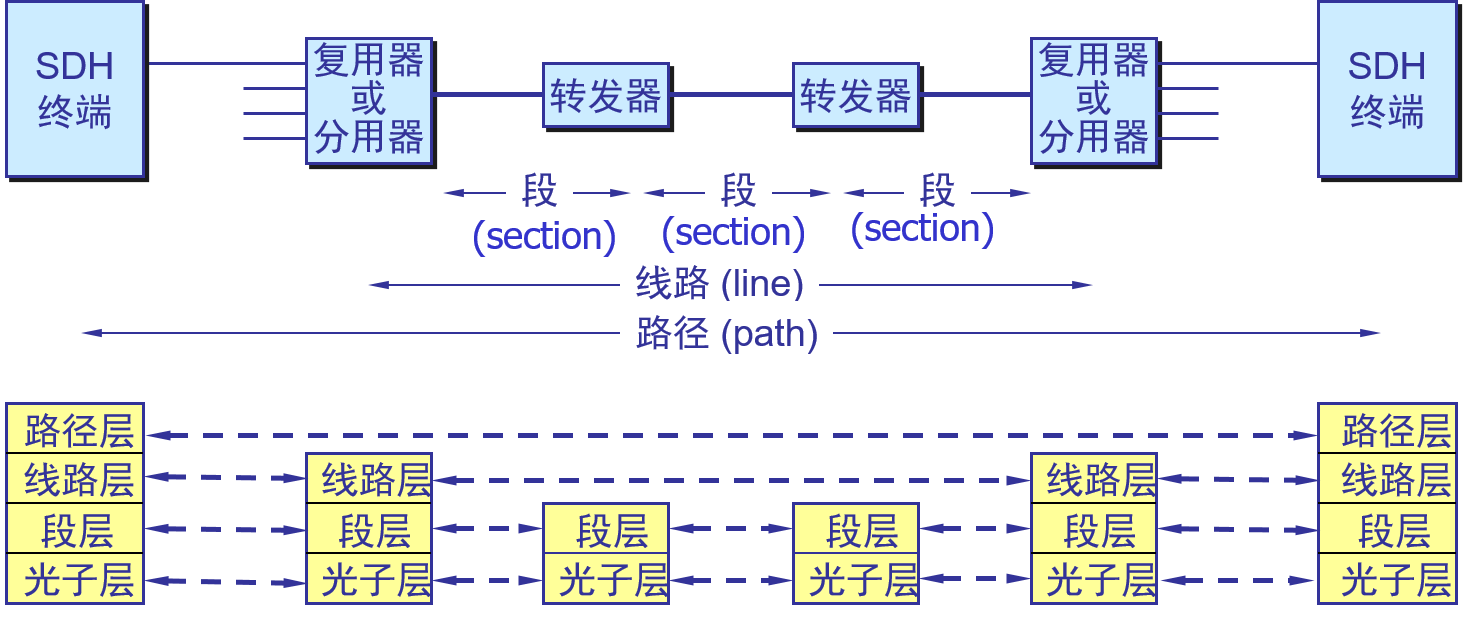 SDH
终端
复用器
或
分用器
转发器
转发器
复用器
或
分用器
SDH
终端
段
(section)
段
(section)
段
(section)
线路 (line)
路径 (path)
路径层
线路层
段层
光子层
线路层
段层
光子层
段层
光子层
段层
光子层
线路层
段层
光子层
路径层
线路层
段层
光子层